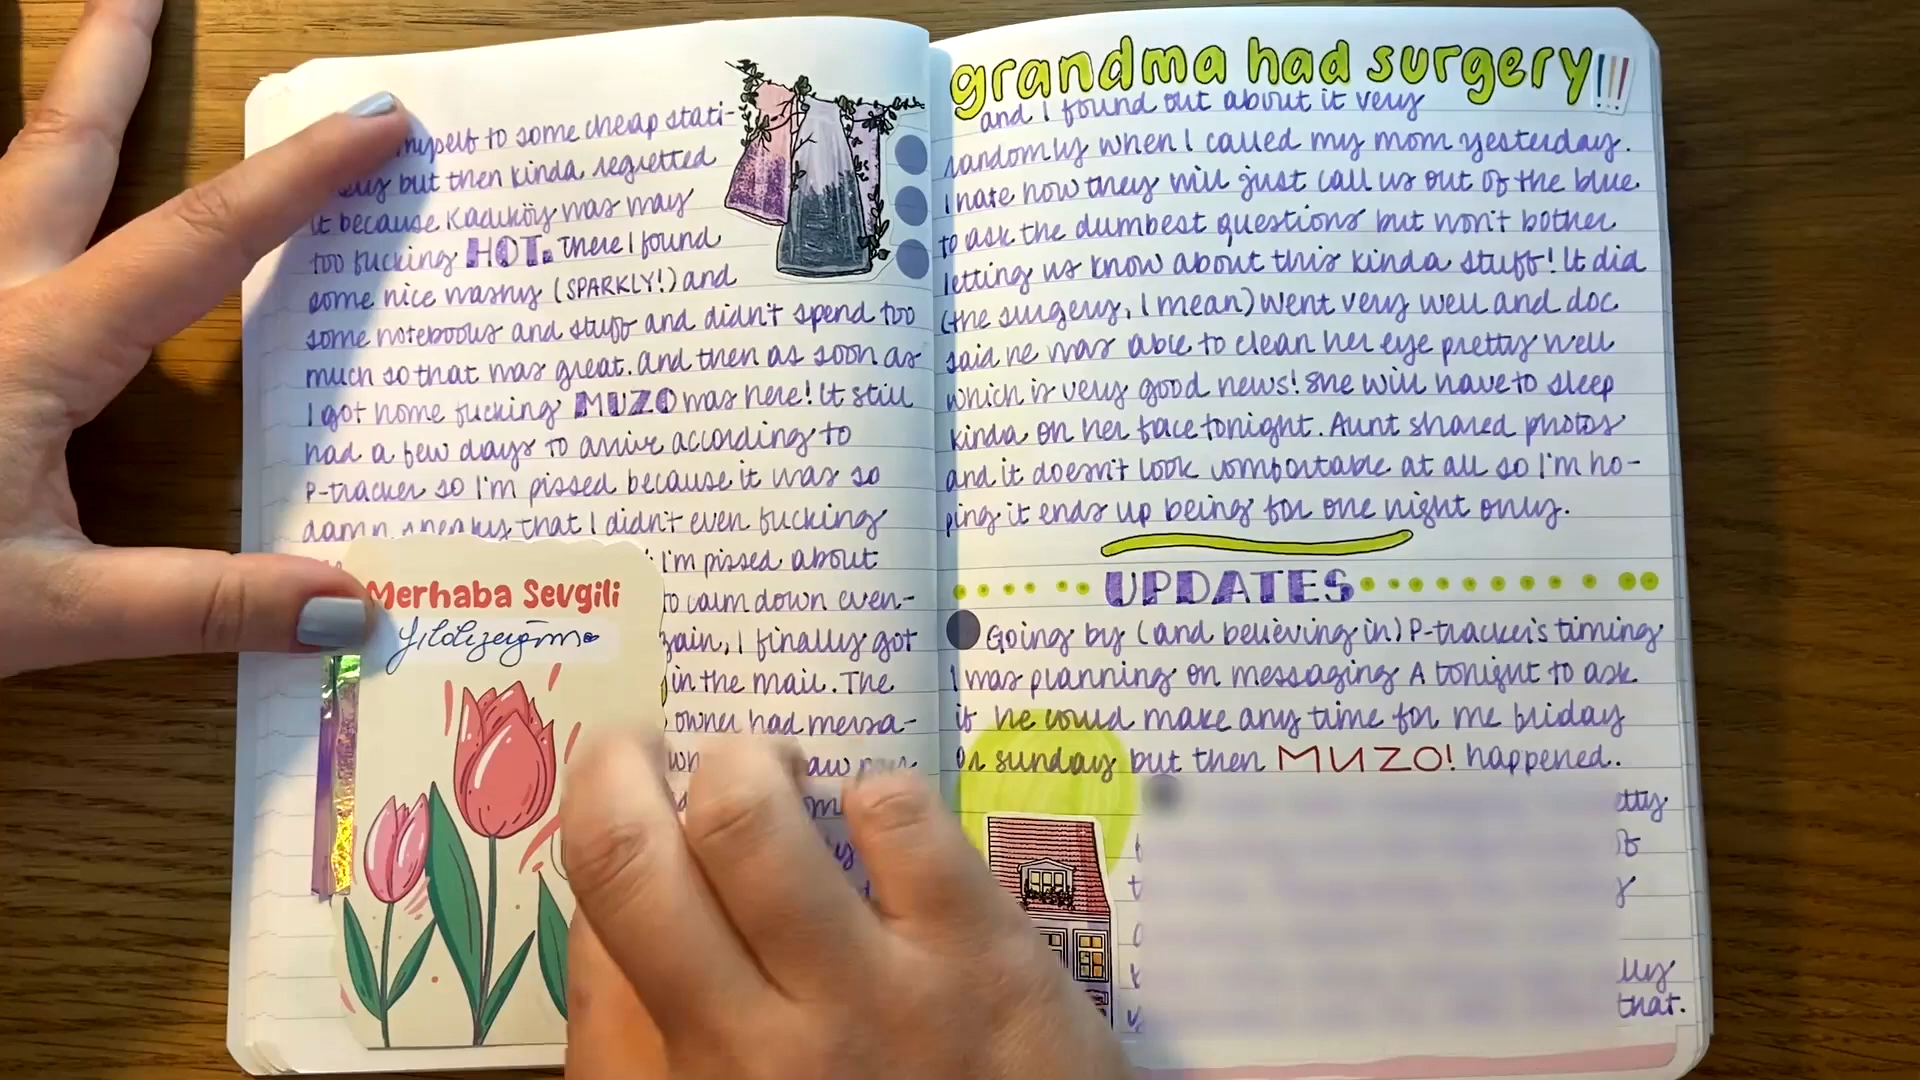 myself to some cheap stati-
but then kinda regretted
it because Kadıköy was way
too fucking HOT. There I found
some nice washy (SPARKLY!) and
some notebooks and stuff and didn't spend too
much so that was great. and then as soon as
I got home fucking MUZO was here! It still
had a few days to arrive according to
P-tracker so I'm pissed because it was so
damn sneaky that I didn't even fucking
I'm pissed about
to calm down even-
gain, I finally got
in the mail. The
owner had messa-
Merhaba Sevgili
grandma had surgery!!!
and I found out about it very
randomly when I called my mom yesterday.
I hate how they will just call us out of the blue
to ask the dumbest questions but won't bother
letting us know about this kinda stuff! It did
(the surgery, I mean) went very well and doc
said he was able to clean her eye pretty well
which is very good news! She will have to sleep
kinda on her face tonight. Aunt shared photos
and it doesn't look comfortable at all so I'm ho-
ping it ends up being for one night only.
UPDATES
Going by (and believing in) P-tracker's timing
I was planning on messaging A tonight to ask
if he could make any time for me friday
or sunday but then MUZO! happened.
that.